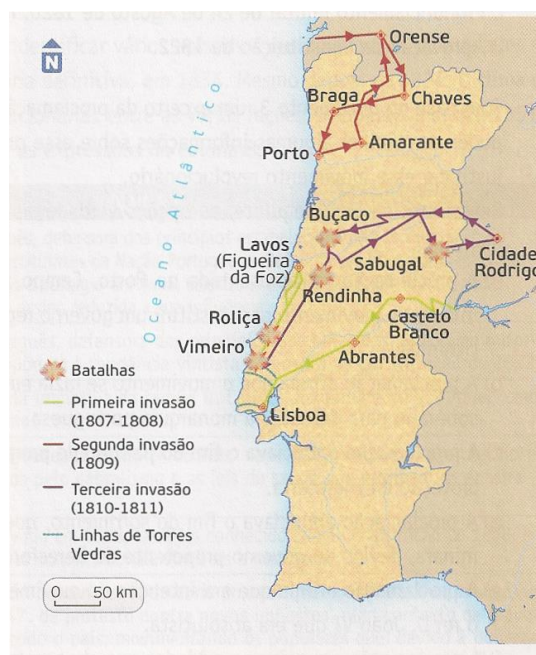 N
Orense
Braga
Chaves
Porto
Amarante
Oceano Atlântico
Buçaco
Lavos
(Figueira
da Foz)
Sabugal
Cidade
Rodrigo
Rendinha
Roliça
Castelo
Branco
Vimeiro
Abrantes
Lisboa
Batalhas
Primeira invasão
(1807-1808)
Segunda invasão
(1809)
Terceira invasão
(1810-1811)
Linhas de Torres
Vedras
0 50 km